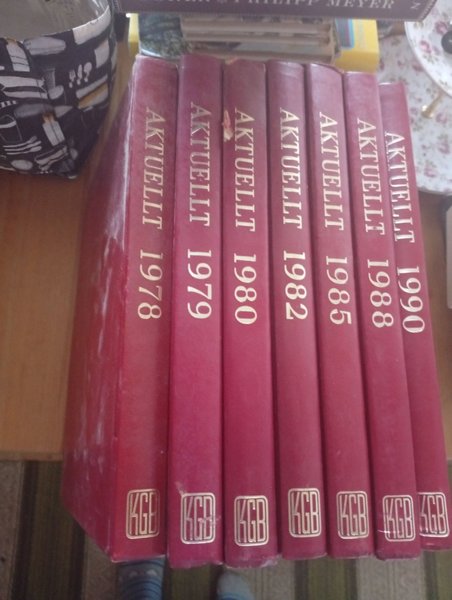 PHILIPP MEYER
AKTUELLT 1978
KGB
AKTUELLT 1979
KGB
AKTUELLT 1980
KGB
AKTUELLT 1982
KGB
AKTUELLT 1985
KGB
AKTUELLT 1988
KGB
AKTUELLT 1990
KGB